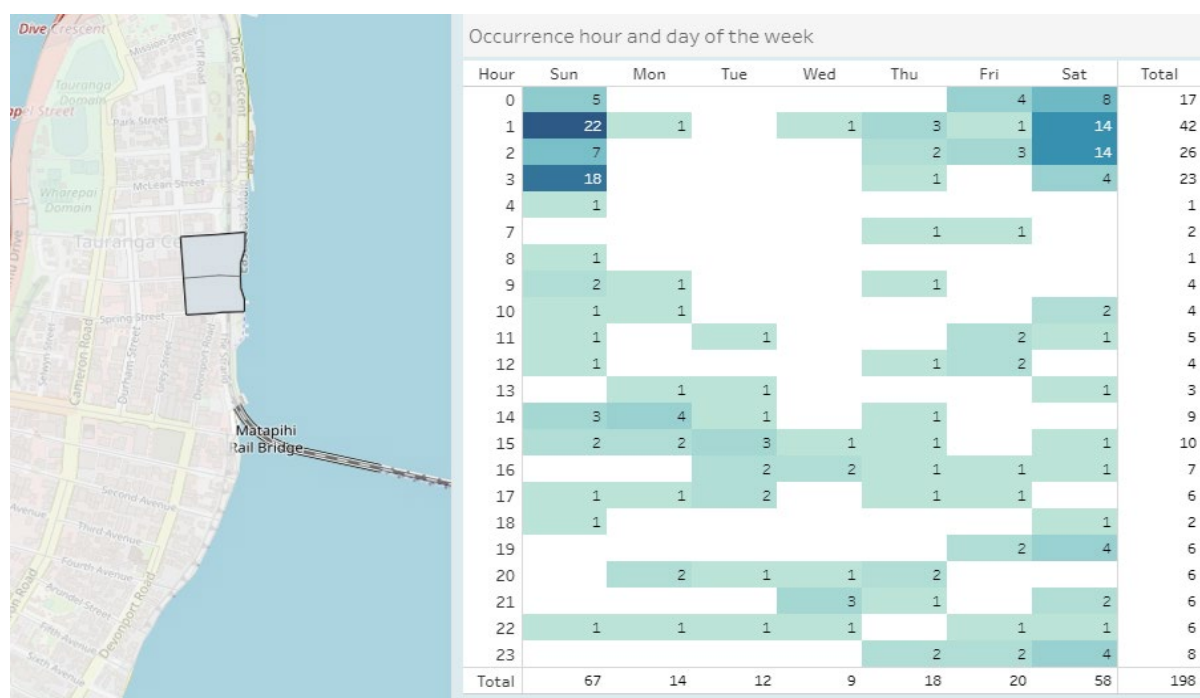 Dive Crescent
Mission Street
Cliff Road
Dive Crescent
Tauranga
Domain
Chapel Street
Park Street
McLean Street
Wharepai
Domain
Tauranga Ce
Spring Street
Cameron Road
Durham Street
Grey Street
Devonport Road
The Strand
Selwyn Street
Matapihi
Rail Bridge
Second Avenue
Third Avenue
Fourth Avenue
Arundel Street
Fifth Avenue
Sixth Avenue
Devonport Road
Occurrence hour and day of the week
Hour Sun Mon Tue Wed Thu Fri Sat Total
0 5 4 8 17
1 22 1 1 3 1 14 42
2 7 2 3 14 26
3 18 1 4 23
4 1 1
7 1 1 2
8 1 1
9 2 1 1 4
10 1 1 2 4
11 1 1 2 1 5
12 1 1 2 4
13 1 1 1 3
14 3 4 1 1 9
15 2 2 3 1 1 1 10
16 2 2 1 1 1 7
17 1 1 2 1 1 6
18 1 1 2
19 2 4 6
20 2 1 1 2 6
21 3 1 2 6
22 1 1 1 1 1 1 6
23 2 2 4 8
Total 67 14 12 9 18 20 58 198